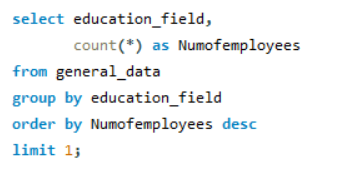 select education_field,
count(*) as Numofemployees
from general_data
group by education_field
order by Numofemployees desc
limit 1;